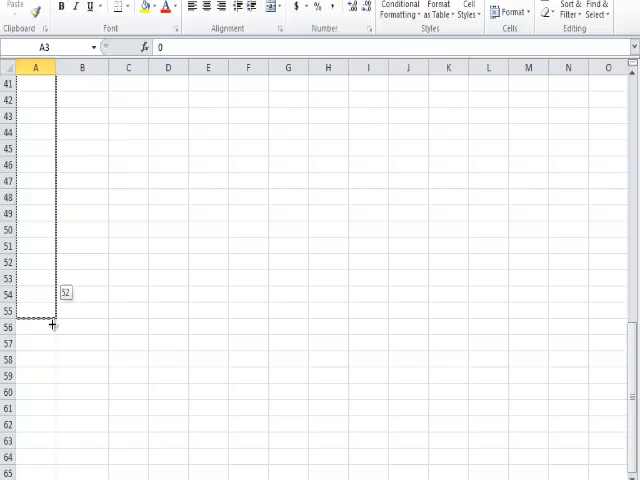 Paste
B I U
A
$ % ,
Conditional Formatting
Format as Table
Cell Styles
Format
Sort & Filter
Find & Select
Clipboard
Font
Alignment
Number
Styles
Cells
Editing
A3
fx
0
A B C D E F G H I J K L M N O
41
42
43
44
45
46
47
48
49
50
51
52
53
54
52
55
56
57
58
59
60
61
62
63
64
65